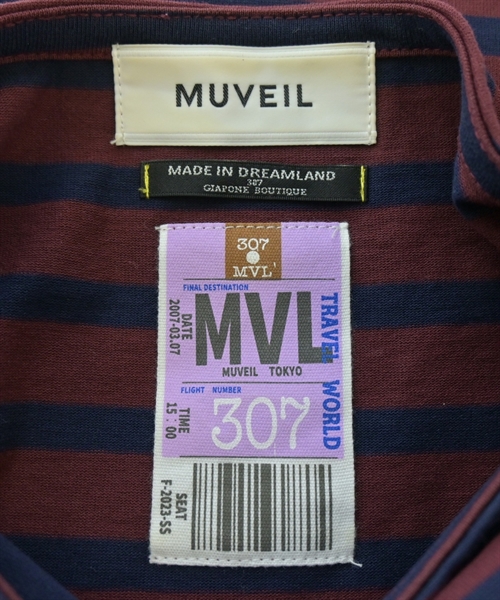 MUVEIL
MADE IN DREAMLAND
307
GIAPONE BOUTIQUE
307
MVL'
FINAL DESTINATION
MVL
MUVEIL TOKYO
DATE
2007-03.07
TRAVEL WORLD
FLIGHT NUMBER
307
TIME
15:00
SEAT
F-2023-SS